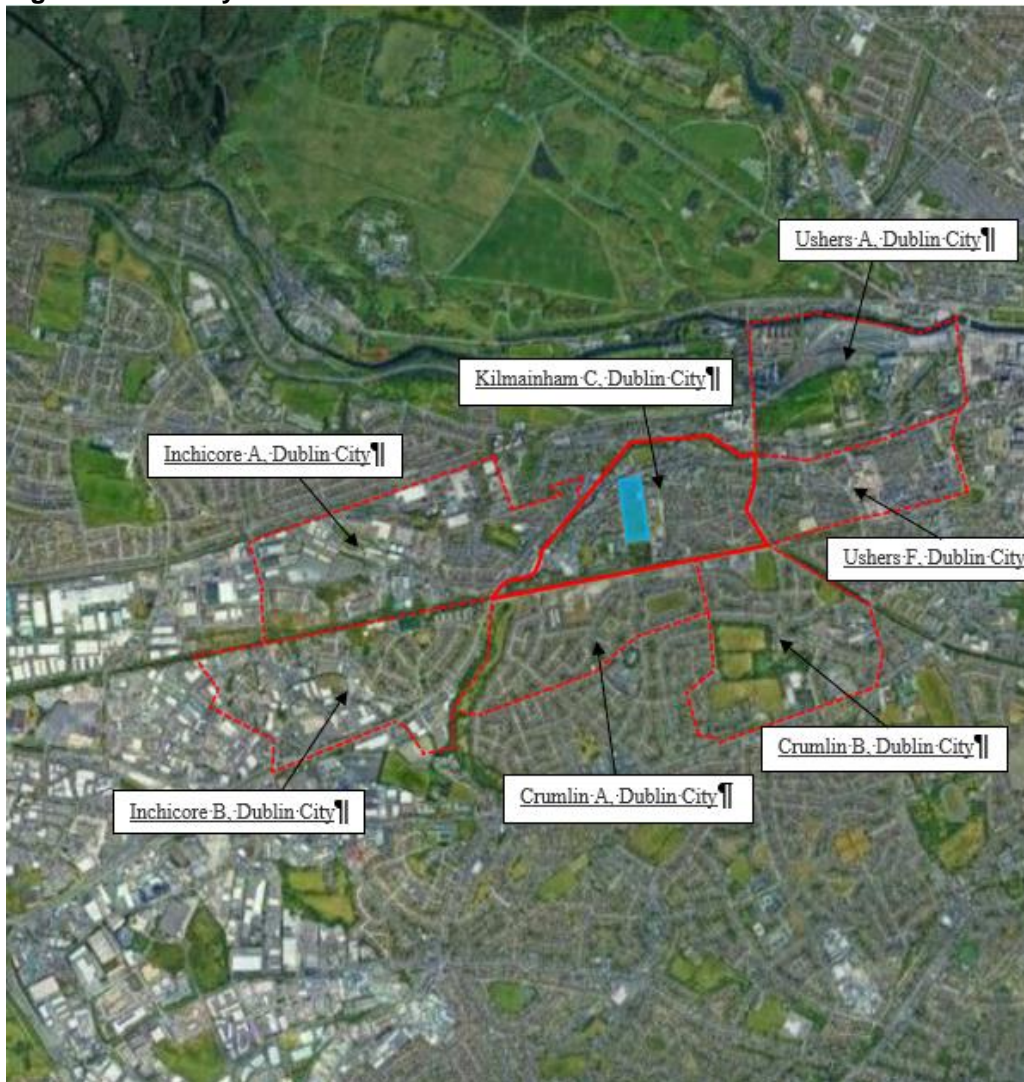 Ushers·A,·Dublin·City¶
Kilmainham·C,·Dublin·City¶
Inchicore·A,·Dublin·City¶
Ushers·F,·Dublin·City
Crumlin·B,·Dublin·City¶
Crumlin·A,·Dublin·City¶
Inchicore·B,·Dublin·City¶